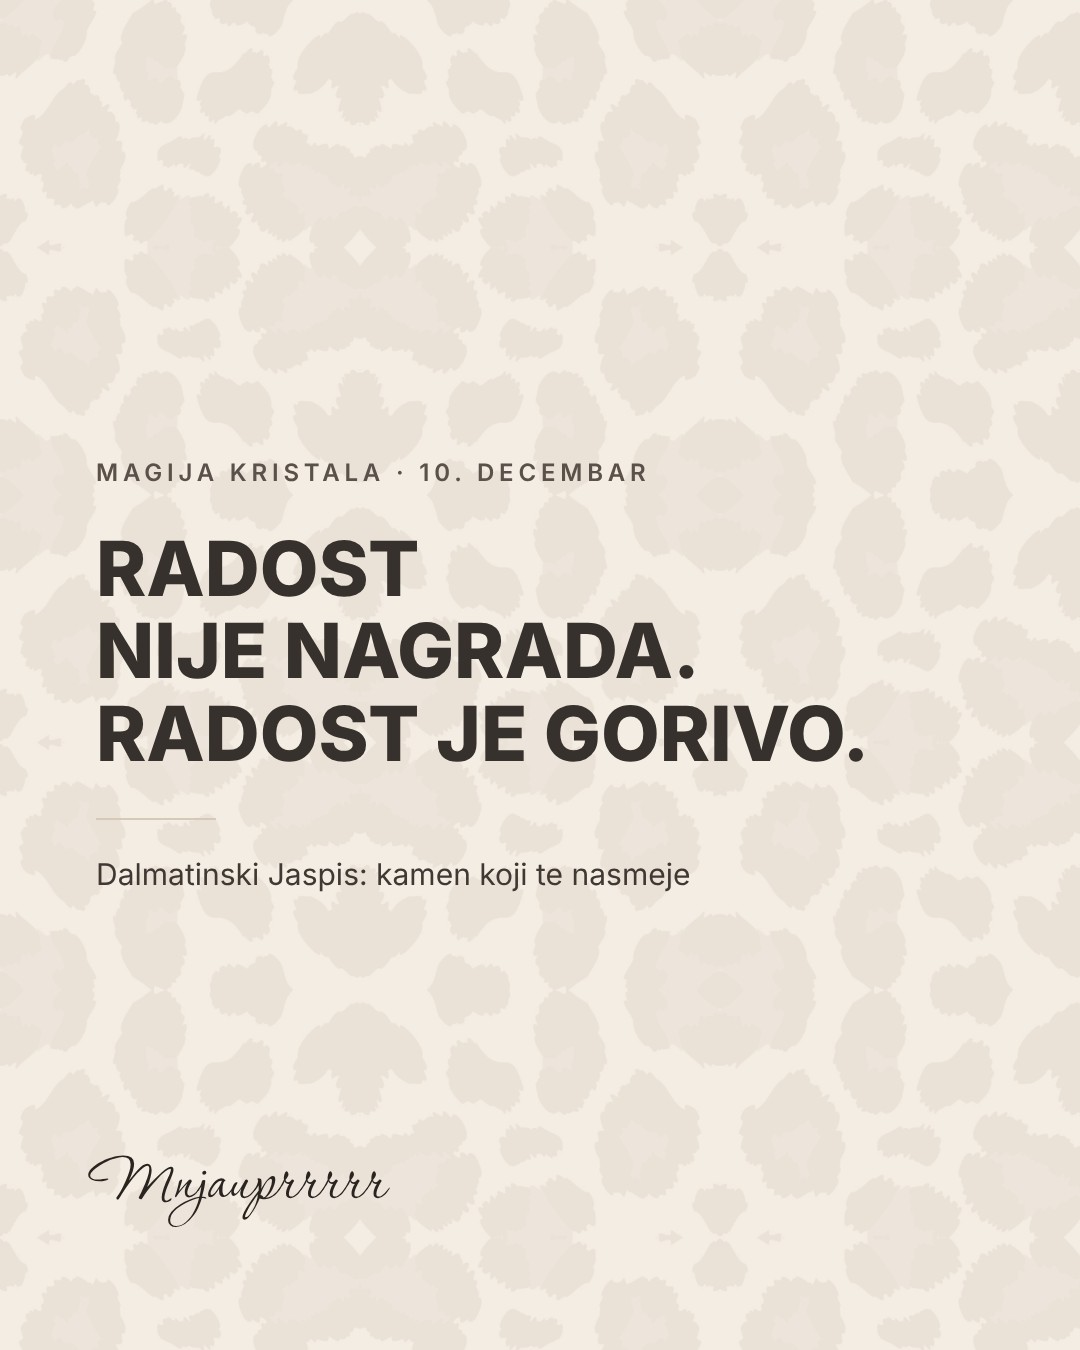 MAGIJA KRISTALA · 10. DECEMBAR
RADOST
NIJE NAGRADA.
RADOST JE GORIVO.
Dalmatinski Jaspis: kamen koji te nasmeje
Mnjauprrrrr